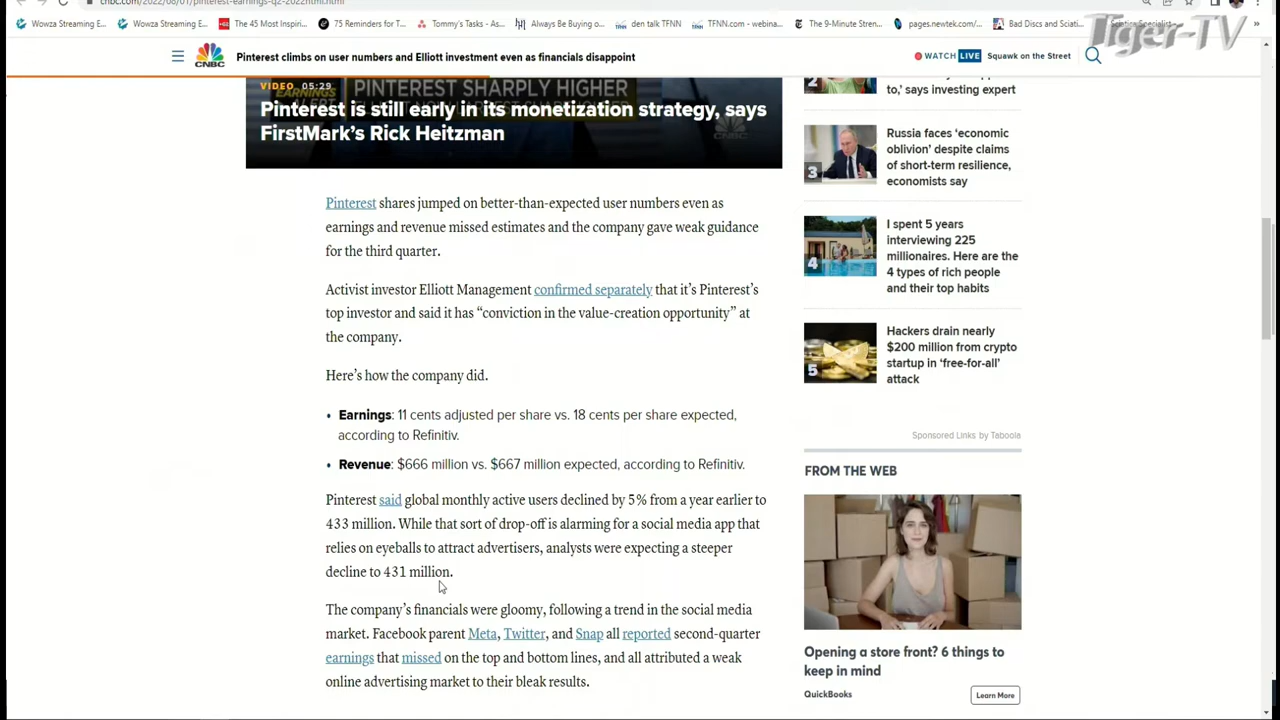 cnbc.com/2022/08/01/pinterest-earnings-q2-2022html.html
Wowza Streaming E...
Wowza Streaming E...
The 45 Most Inspiri...
75 Reminders for T...
Tommy's Tasks - As...
Always Be Buying o...
den talk TFNN
TFNN.com - webina...
The 9-Minute Stren...
pages.newtek.com/...
Bad Discs and Sciati...
Tiger-TV
CNBC
Pinterest climbs on user numbers and Elliott investment even as financials disappoint
WATCH LIVE
Squawk on the Street
VIDEO 05:29
PINTEREST SHARPLY HIGHER
Pinterest is still early in its monetization strategy, says
FirstMark's Rick Heitzman
Pinterest shares jumped on better-than-expected user numbers even as
earnings and revenue missed estimates and the company gave weak guidance
for the third quarter.
Activist investor Elliott Management confirmed separately that it's Pinterest's
top investor and said it has “conviction in the value-creation opportunity” at
the company.
Here's how the company did.
• Earnings: 11 cents adjusted per share vs. 18 cents per share expected,
according to Refinitiv.
• Revenue: $666 million vs. $667 million expected, according to Refinitiv.
Pinterest said global monthly active users declined by 5% from a year earlier to
433 million. While that sort of drop-off is alarming for a social media app that
relies on eyeballs to attract advertisers, analysts were expecting a steeper
decline to 431 million.
The company's financials were gloomy, following a trend in the social media
market. Facebook parent Meta, Twitter, and Snap all reported second-quarter
earnings that missed on the top and bottom lines, and all attributed a weak
online advertising market to their bleak results.
2
to,' says investing expert
3
Russia faces ‘economic
oblivion’ despite claims
of short-term resilience,
economists say
4
I spent 5 years
interviewing 225
millionaires. Here are the
4 types of rich people
and their top habits
5
Hackers drain nearly
$200 million from crypto
startup in ‘free-for-all’
attack
Sponsored Links by Taboola
FROM THE WEB
Opening a store front? 6 things to
keep in mind
QuickBooks
Learn More